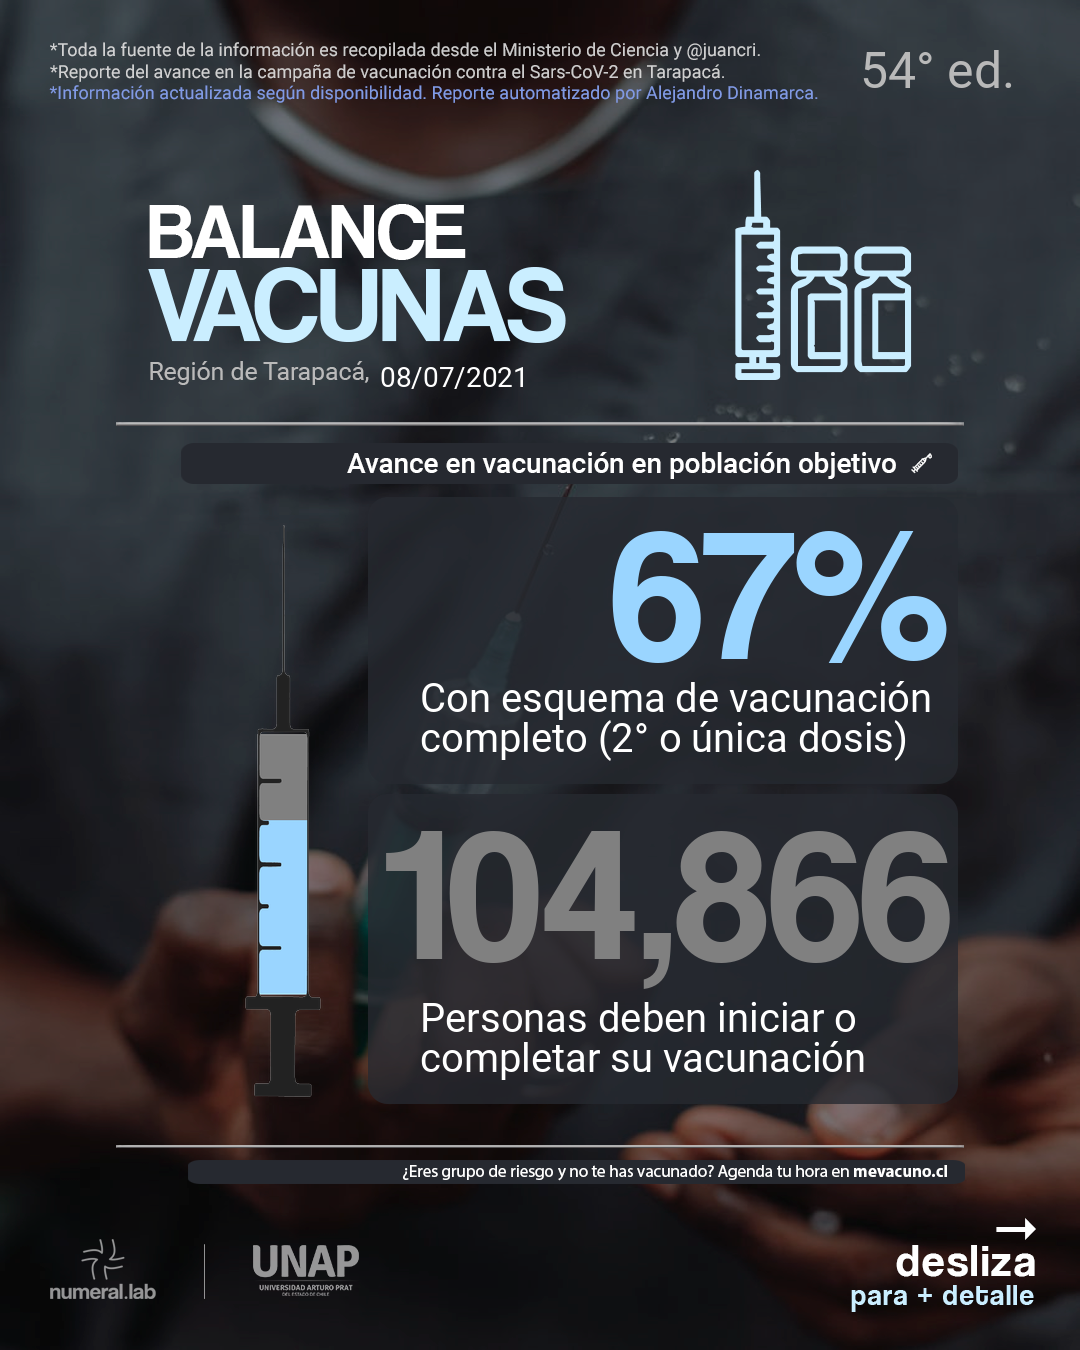 *Toda la fuente de la información es recopilada desde el Ministerio de Ciencia y @juancri.
*Reporte del avance en la campaña de vacunación contra el Sars-CoV-2 en Tarapacá.
*Información actualizada según disponibilidad. Reporte automatizado por Alejandro Dinamarca.
54° ed.
BALANCE
VACUNAS
Región de Tarapacá, 08/07/2021
Avance en vacunación en población objetivo
67%
Con esquema de vacunación
completo (2° o única dosis)
104,866
Personas deben iniciar o
completar su vacunación
¿Eres grupo de riesgo y no te has vacunado? Agenda tu hora en mevacuno.cl
numeral.lab
UNAP
UNIVERSIDAD ARTURO PRAT
DEL ESTADO DE CHILE
desliza
para + detalle